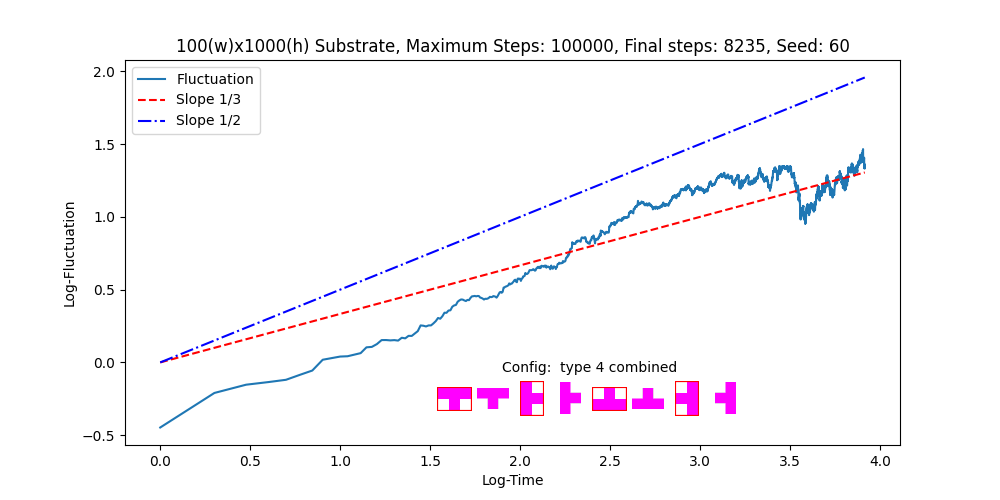 100(w)x1000(h) Substrate, Maximum Steps: 100000, Final steps: 8235, Seed: 60
2.0
1.5
1.0
0.5
0.0
−0.5
Log-Fluctuation
Fluctuation
Slope 1/3
Slope 1/2
Config:  type 4 combined
0.0 0.5 1.0 1.5 2.0 2.5 3.0 3.5 4.0
Log-Time